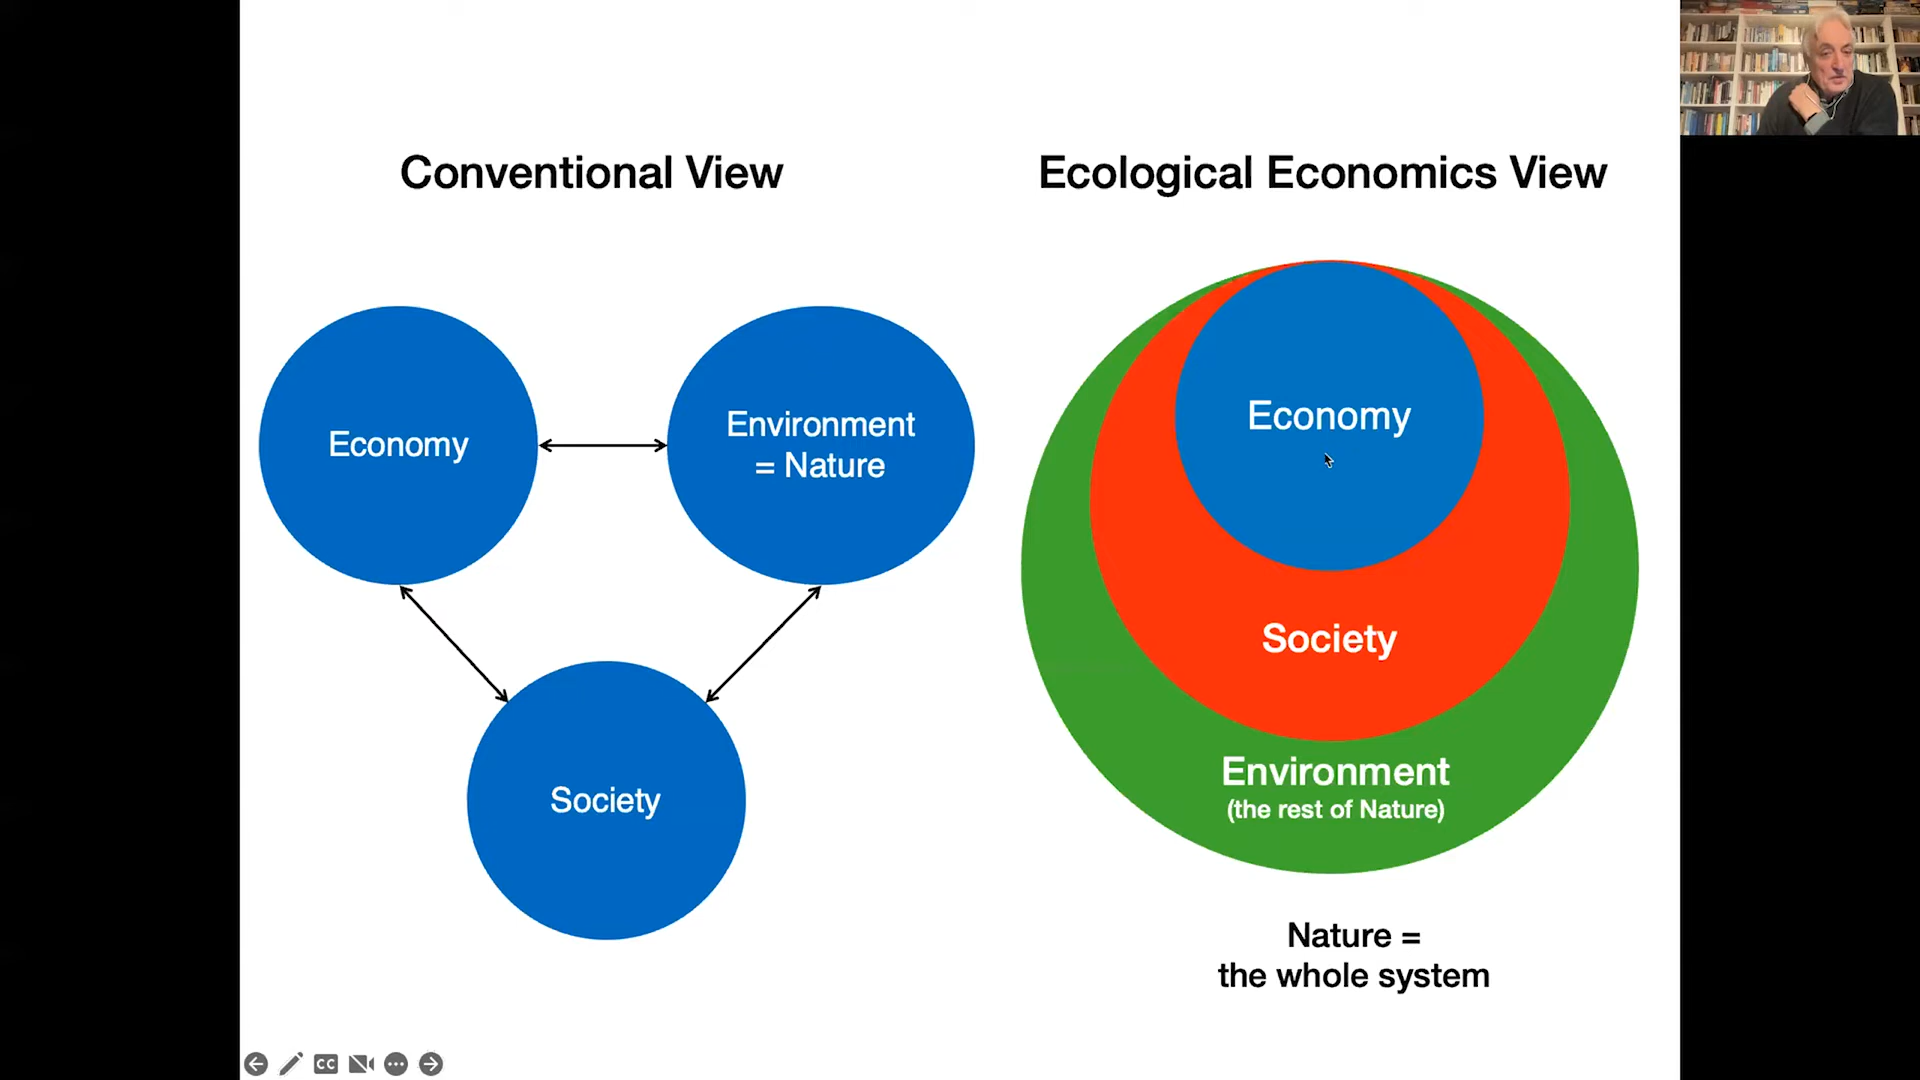 Conventional View
Economy
Environment
= Nature
Society
Ecological Economics View
Economy
Society
Environment
(the rest of Nature)
Nature =
the whole system
CC